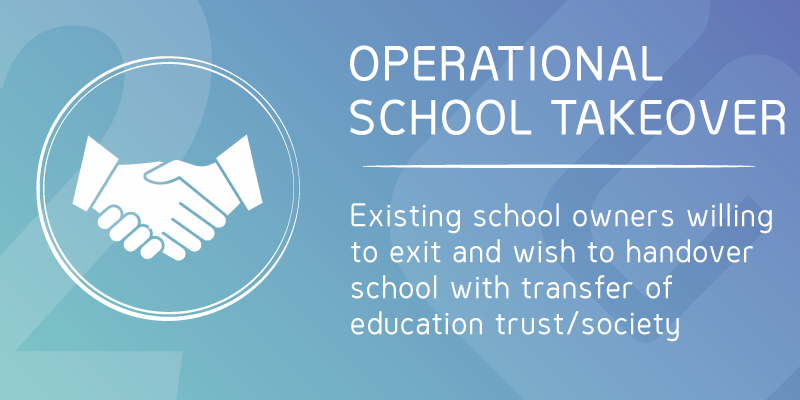 2
OPERATIONAL
SCHOOL TAKEOVER
Existing school owners willing
to exit and wish to handover
school with transfer of
education trust/society